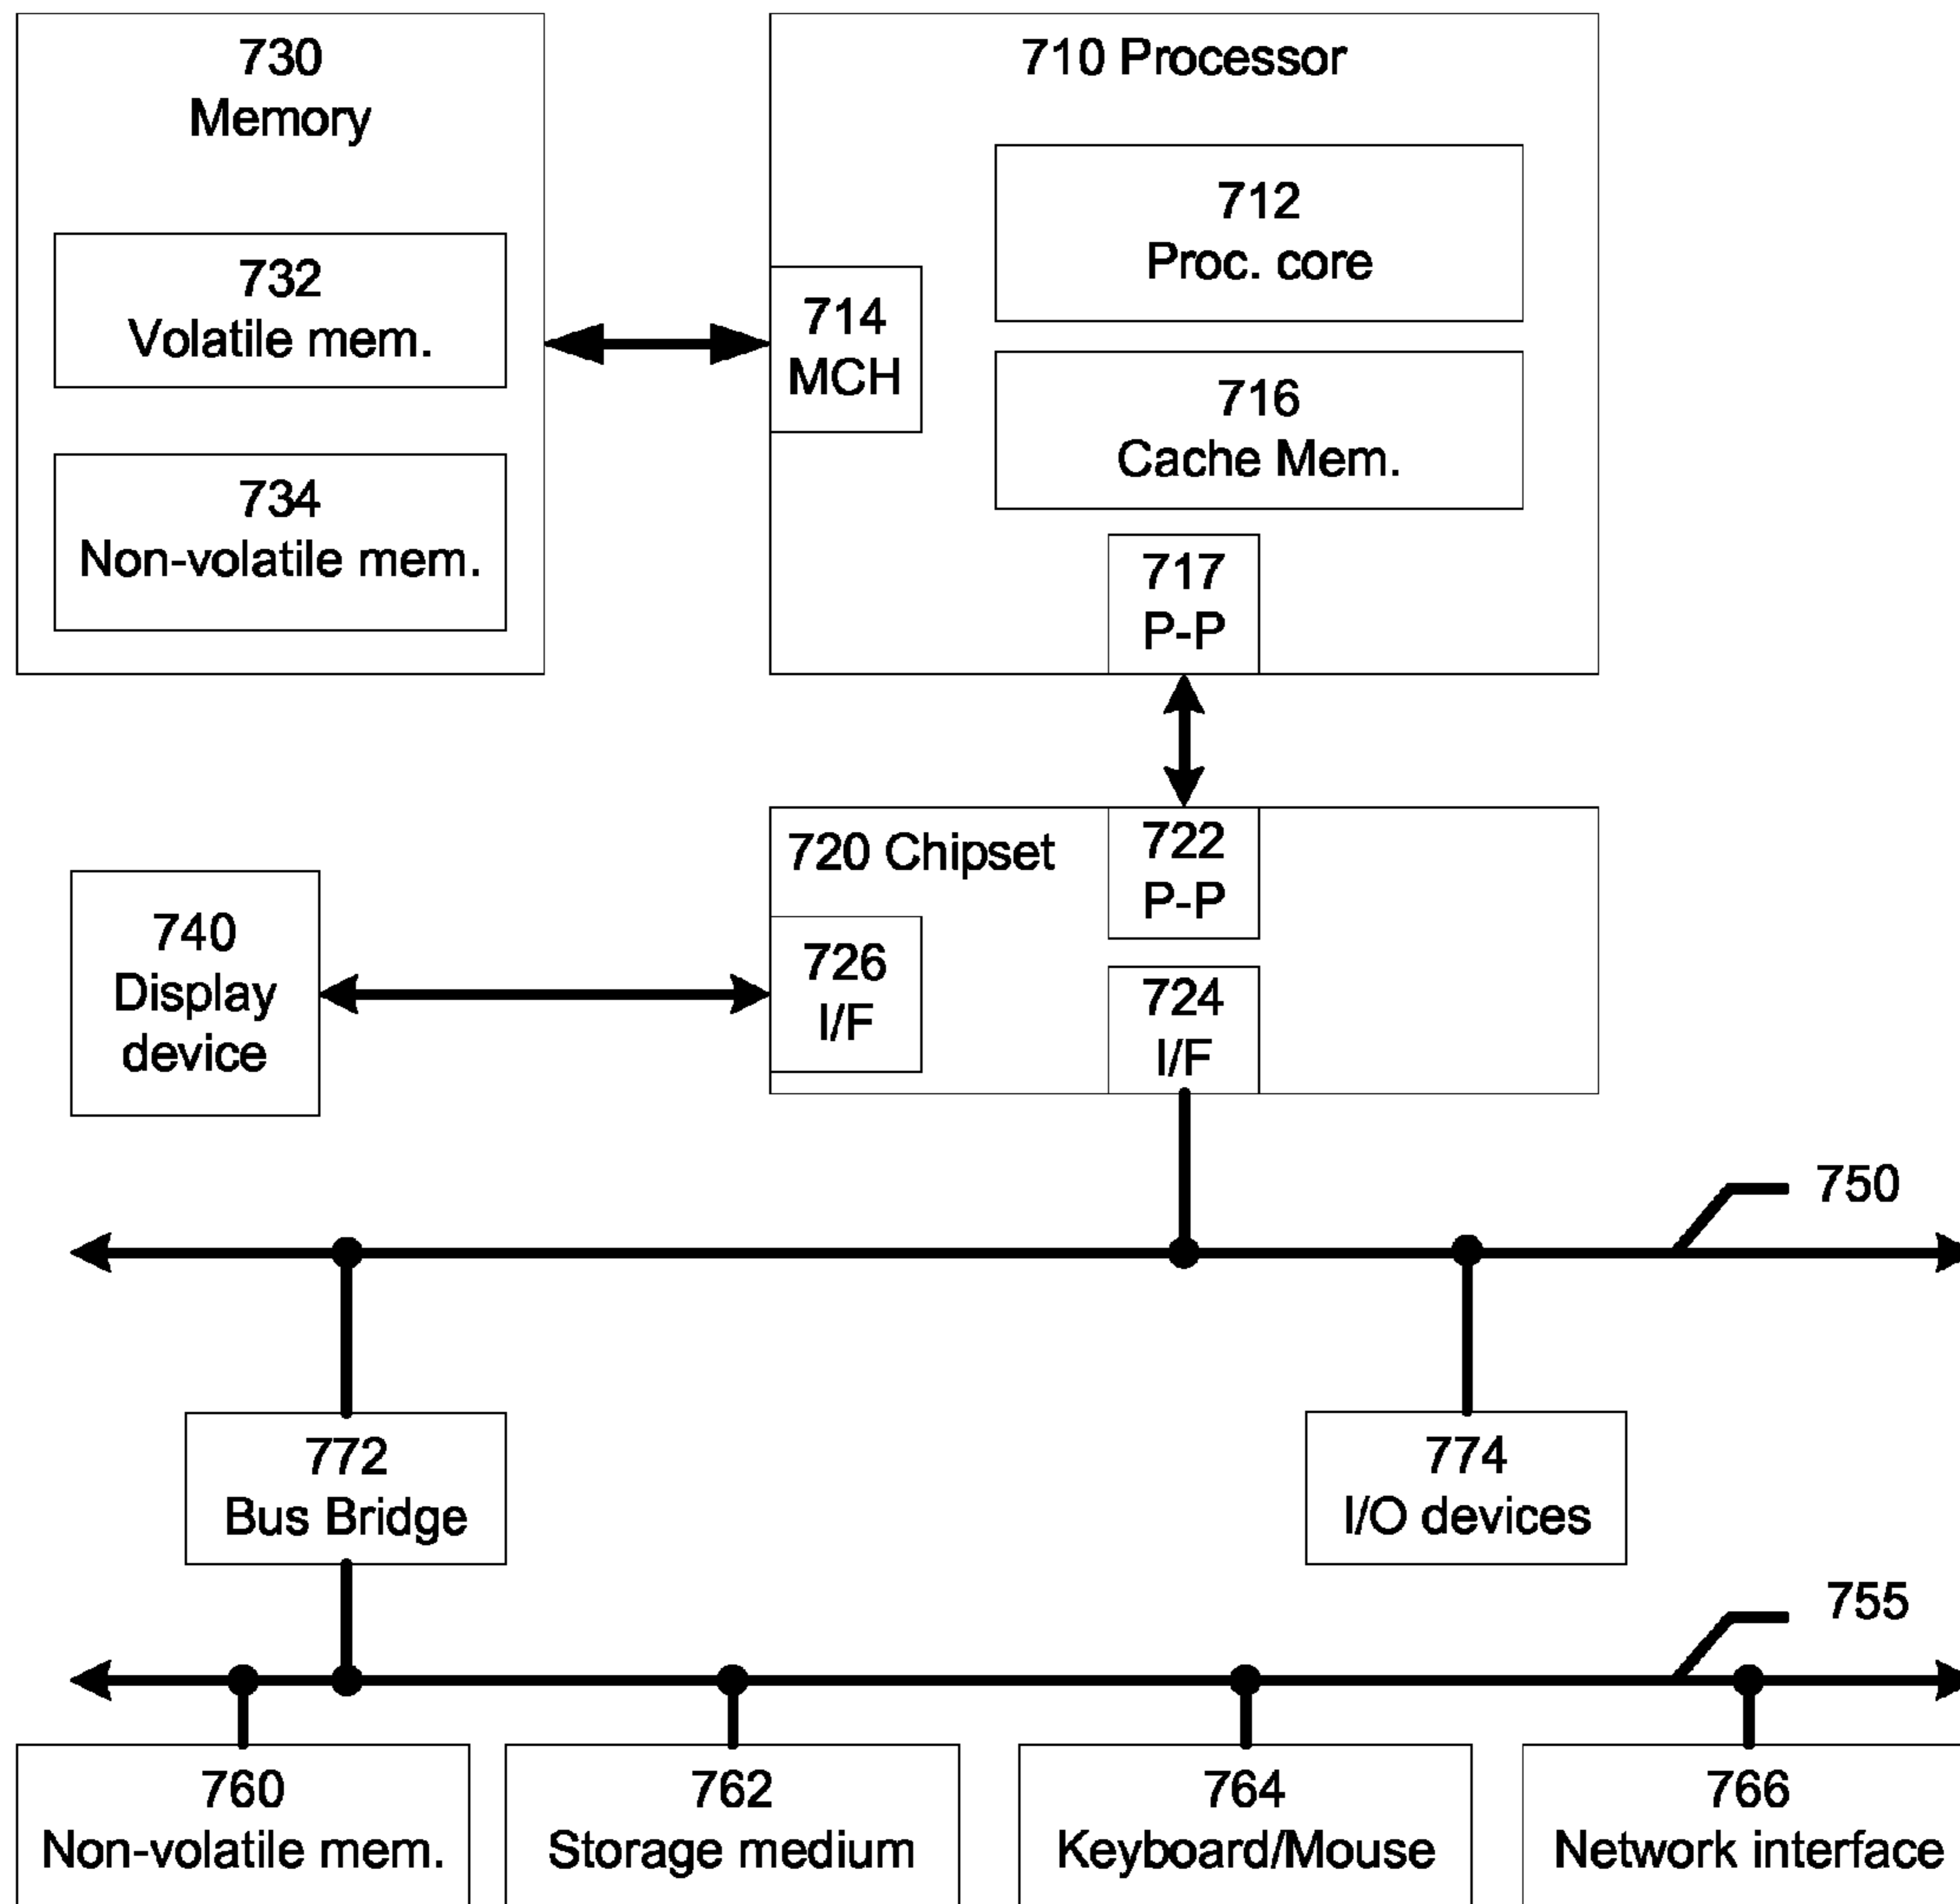 730
Memory
732
Volatile mem.
734
Non-volatile mem.
710 Processor
712
Proc. core
714
MCH
716
Cache Mem.
717
P-P
720 Chipset
722
P-P
726
I/F
724
I/F
740
Display
device
750
772
Bus Bridge
774
I/O devices
755
760
Non-volatile mem.
762
Storage medium
764
Keyboard/Mouse
766
Network interface